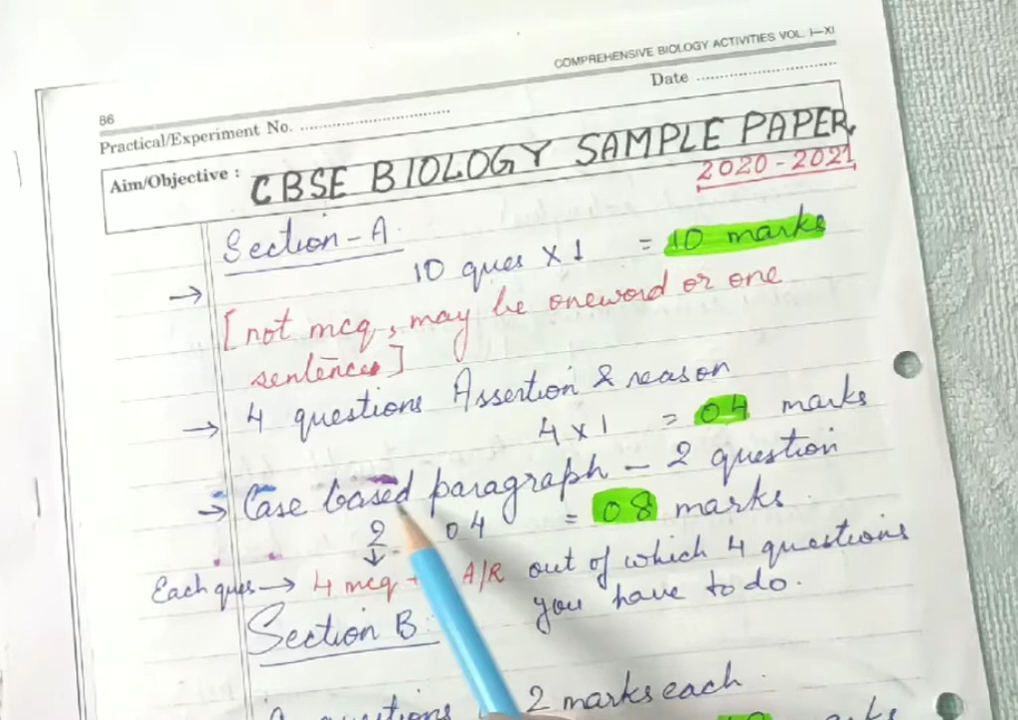 COMPREHENSIVE BIOLOGY ACTIVITIES VOL. I—XI
86
Date ..............................
Practical/Experiment No. ..............................
Aim/Objective : CBSE BIOLOGY SAMPLE PAPER.
2020-2021
Section-A
→ 10 ques X 1 = 10 marks
[not mcq, may be oneword or one
sentences]
→ 4 questions Assertion & reason
4 x 1 = 04 marks
→ Case based paragraph - 2 question
2 04 = 08 marks.
Each ques → 4 mcq + A/R out of which 4 questions
you have to do.
Section B
questions 2 marks each.
marks